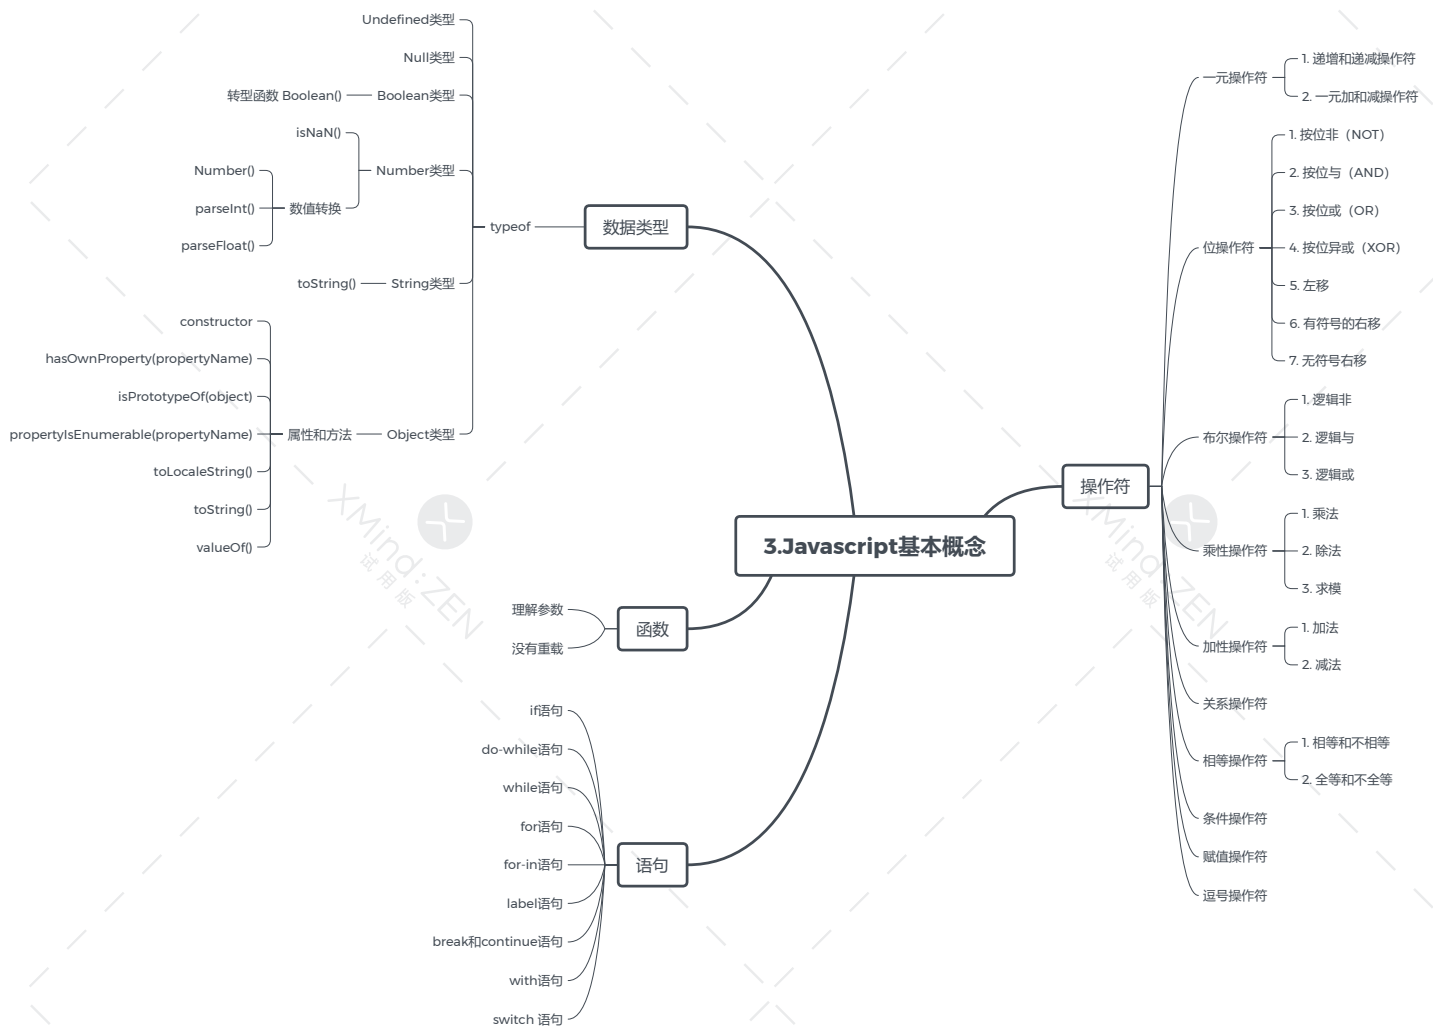 3.Javascript基本概念
数据类型
typeof
Undefined类型
Null类型
Boolean类型
转型函数 Boolean()
Number类型
isNaN()
数值转换
Number()
parseInt()
parseFloat()
String类型
toString()
Object类型
属性和方法
constructor
hasOwnProperty(propertyName)
isPrototypeOf(object)
propertyIsEnumerable(propertyName)
toLocaleString()
toString()
valueOf()
函数
理解参数
没有重载
语句
if语句
do-while语句
while语句
for语句
for-in语句
label语句
break和continue语句
with语句
switch 语句
操作符
一元操作符
1. 递增和递减操作符
2. 一元加和减操作符
位操作符
1. 按位非（NOT）
2. 按位与（AND）
3. 按位或（OR）
4. 按位异或（XOR）
5. 左移
6. 有符号的右移
7. 无符号右移
布尔操作符
1. 逻辑非
2. 逻辑与
3. 逻辑或
乘性操作符
1. 乘法
2. 除法
3. 求模
加性操作符
1. 加法
2. 减法
关系操作符
相等操作符
1. 相等和不相等
2. 全等和不全等
条件操作符
赋值操作符
逗号操作符
XMind:ZEN
试用版
XMind:ZEN
试用版